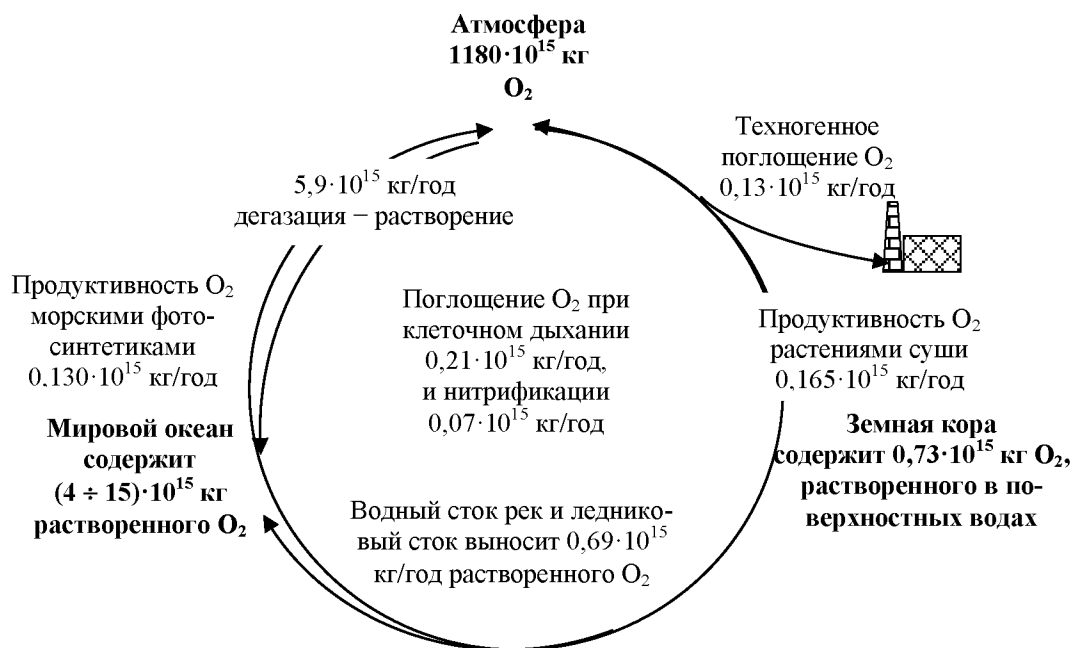 Атмосфера
1180·10¹⁵ кг
O₂
Техногенное
поглощение O₂
0,13·10¹⁵ кг/год
5,9·10¹⁵ кг/год
дегазация − растворение
Продуктивность O₂
морскими фото-
синтетиками
0,130·10¹⁵ кг/год
Поглощение O₂ при
клеточном дыхании
0,21·10¹⁵ кг/год,
и нитрификации
0,07·10¹⁵ кг/год
Продуктивность O₂
растениями суши
0,165·10¹⁵ кг/год
Мировой океан
содержит
(4 ÷ 15)·10¹⁵ кг
растворенного O₂
Земная кора
содержит 0,73·10¹⁵ кг O₂,
растворенного в по-
верхностных водах
Водный сток рек и леднико-
вый сток выносит 0,69·10¹⁵
кг/год растворенного O₂